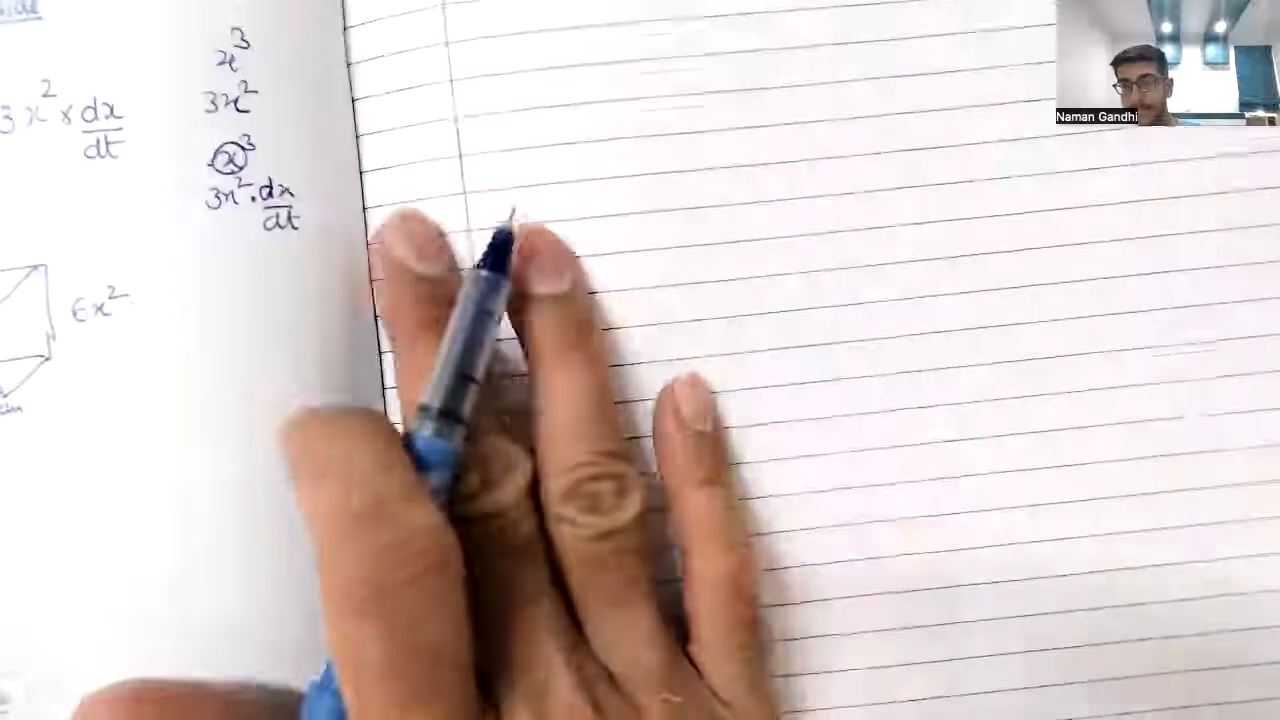 3x² × dx/dt
x³
3x²
x³
3x² · dx/dt
6x²
Naman Gandhi